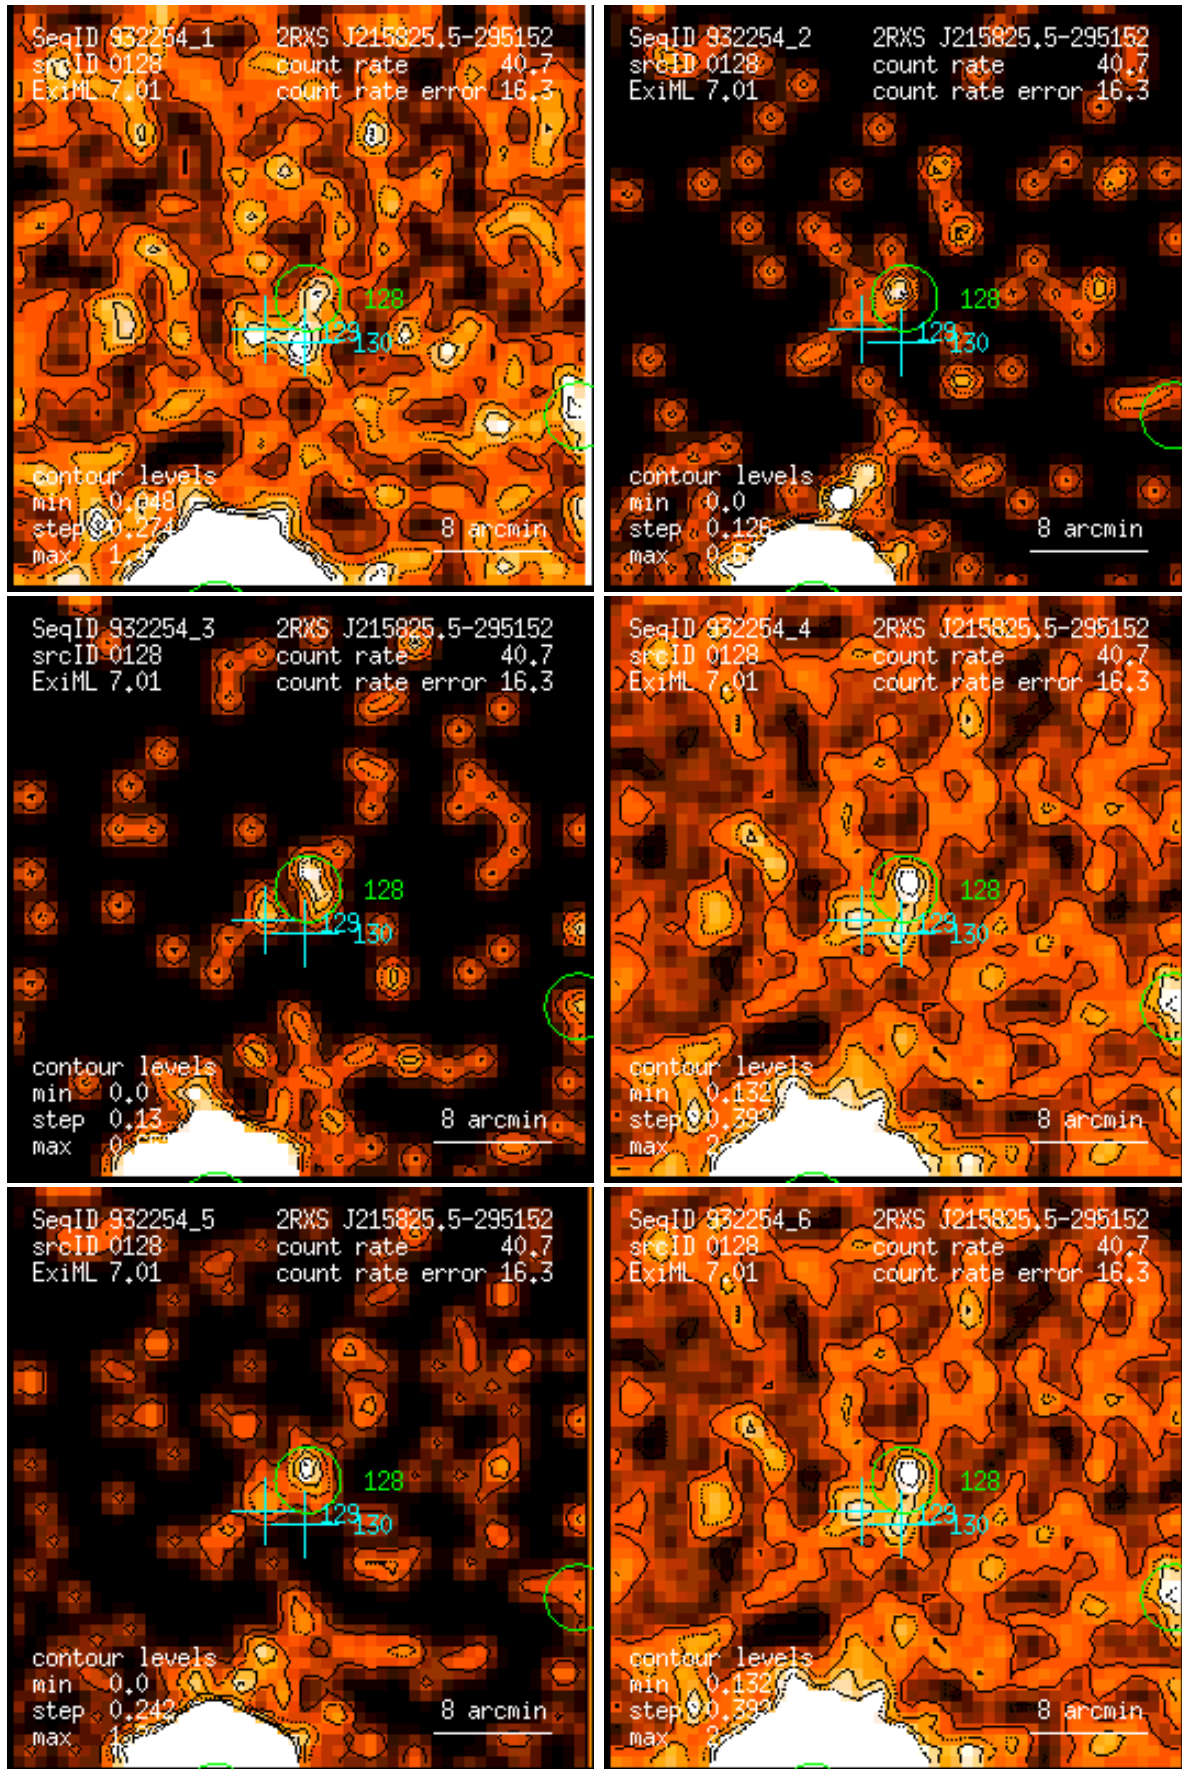 SeqID 932254_1 2RXS J215825.5-295152
srcID 0128 count rate 40.7
ExiML 7.01 count rate error 16.3
128
129
130
contour levels
min 0.048
step 0.274
max
8 arcmin
SeqID 932254_2 2RXS J215825.5-295152
srcID 0128 count rate 40.7
ExiML 7.01 count rate error 16.3
128
129
130
contour levels
min 0.0
step 0.126
max
8 arcmin
SeqID 932254_3 2RXS J215825.5-295152
srcID 0128 count rate 40.7
ExiML 7.01 count rate error 16.3
128
129
130
contour levels
min 0.0
step 0.13
max
8 arcmin
SeqID 932254_4 2RXS J215825.5-295152
srcID 0128 count rate 40.7
ExiML 7.01 count rate error 16.3
128
129
130
contour levels
min 0.132
step 0.393
max
8 arcmin
SeqID 932254_5 2RXS J215825.5-295152
srcID 0128 count rate 40.7
ExiML 7.01 count rate error 16.3
128
129
130
contour levels
min 0.0
step 0.242
max
8 arcmin
SeqID 932254_6 2RXS J215825.5-295152
srcID 0128 count rate 40.7
ExiML 7.01 count rate error 16.3
128
129
130
contour levels
min 0.132
step 0.393
max
8 arcmin